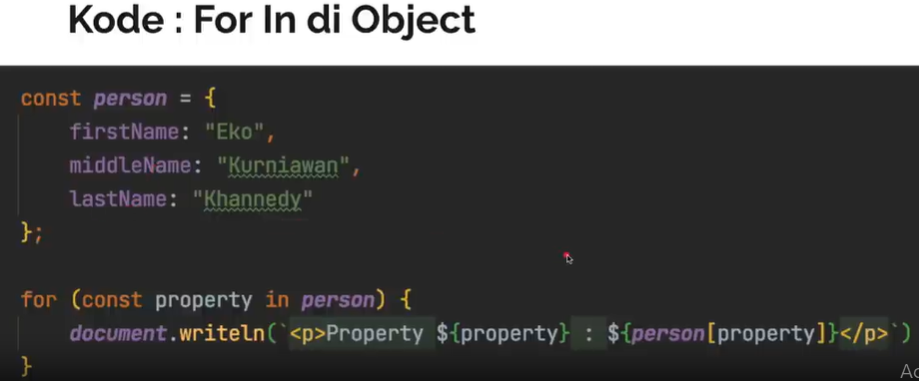 Kode : For In di Object
const person = {
    firstName: "Eko",
    middleName: "Kurniawan",
    lastName: "Khannedy"
};
for (const property in person) {
    document.writeln(`<p>Property ${property} : ${person[property]}</p>`)
}